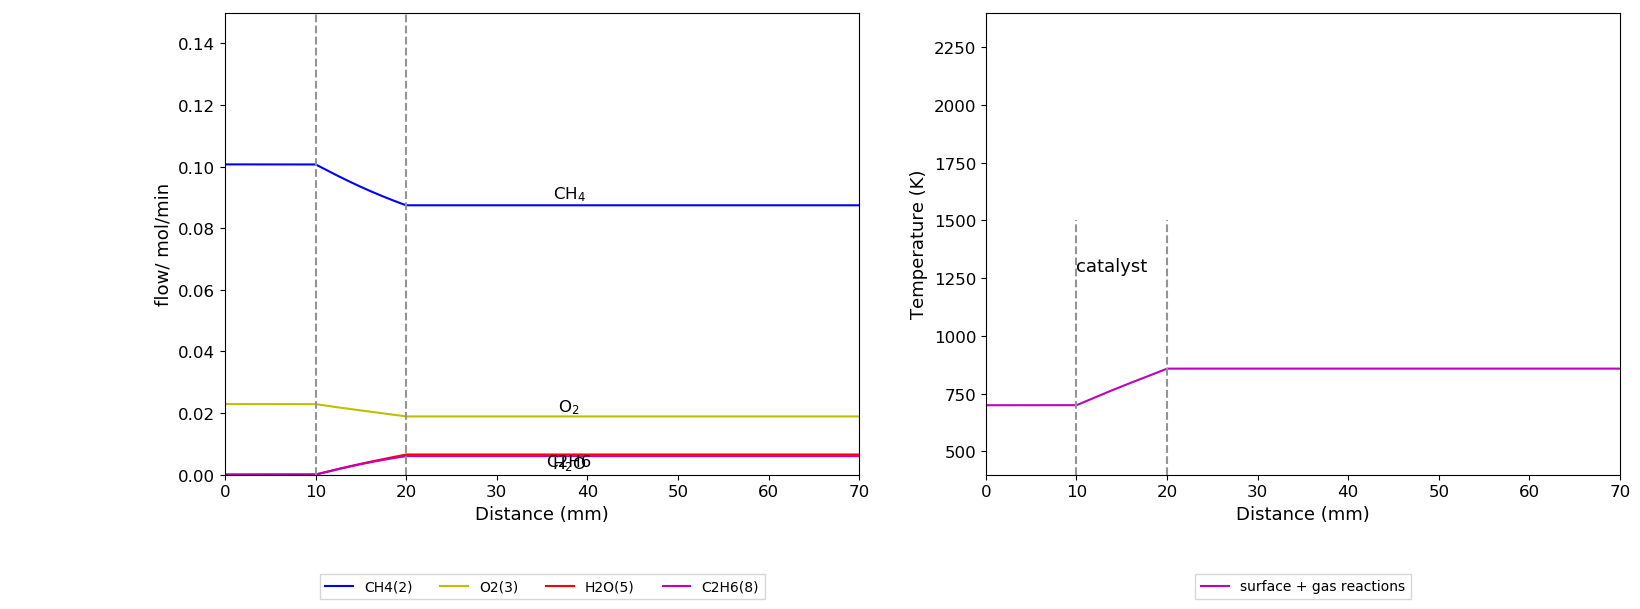 0.14
0.12
0.10
0.08
0.06
0.04
0.02
0.00
flow/ mol/min
CH₄
O₂
C2H6
H₂O
0 10 20 30 40 50 60 70
Distance (mm)
CH4(2) O2(3) H2O(5) C2H6(8)
2250
2000
1750
1500
1250
1000
750
500
Temperature (K)
catalyst
0 10 20 30 40 50 60 70
Distance (mm)
surface + gas reactions